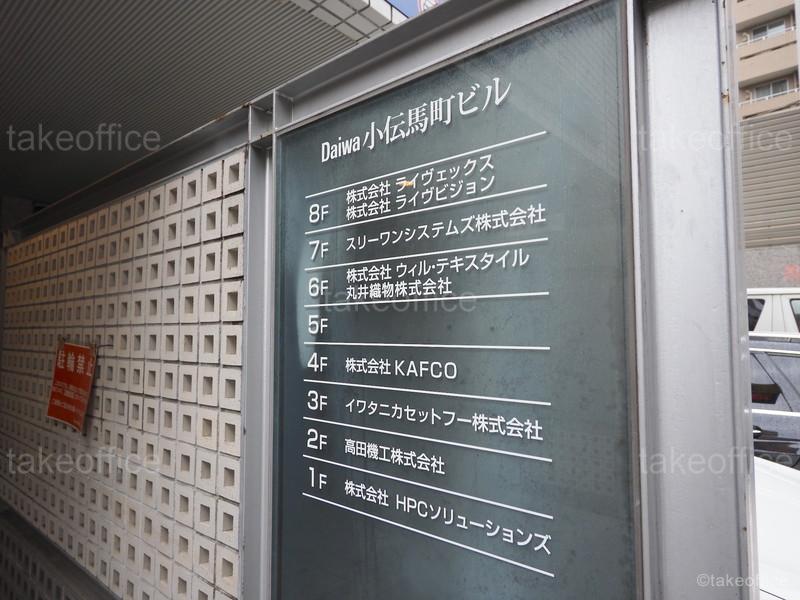 Daiwa小伝馬町ビル
8F 株式会社 ライヴェックス
株式会社 ライヴビジョン
7F スリーワンシステムズ株式会社
6F 株式会社 ウィル・テキスタイル
丸井織物株式会社
5F
4F 株式会社 KAFCO
3F イワタニカセットフー株式会社
2F 高田機工株式会社
1F 株式会社 HPCソリューションズ
駐輪禁止
takeoffice
takeoffice
takeoffice
takeoffice
takeoffice
©takeoffice